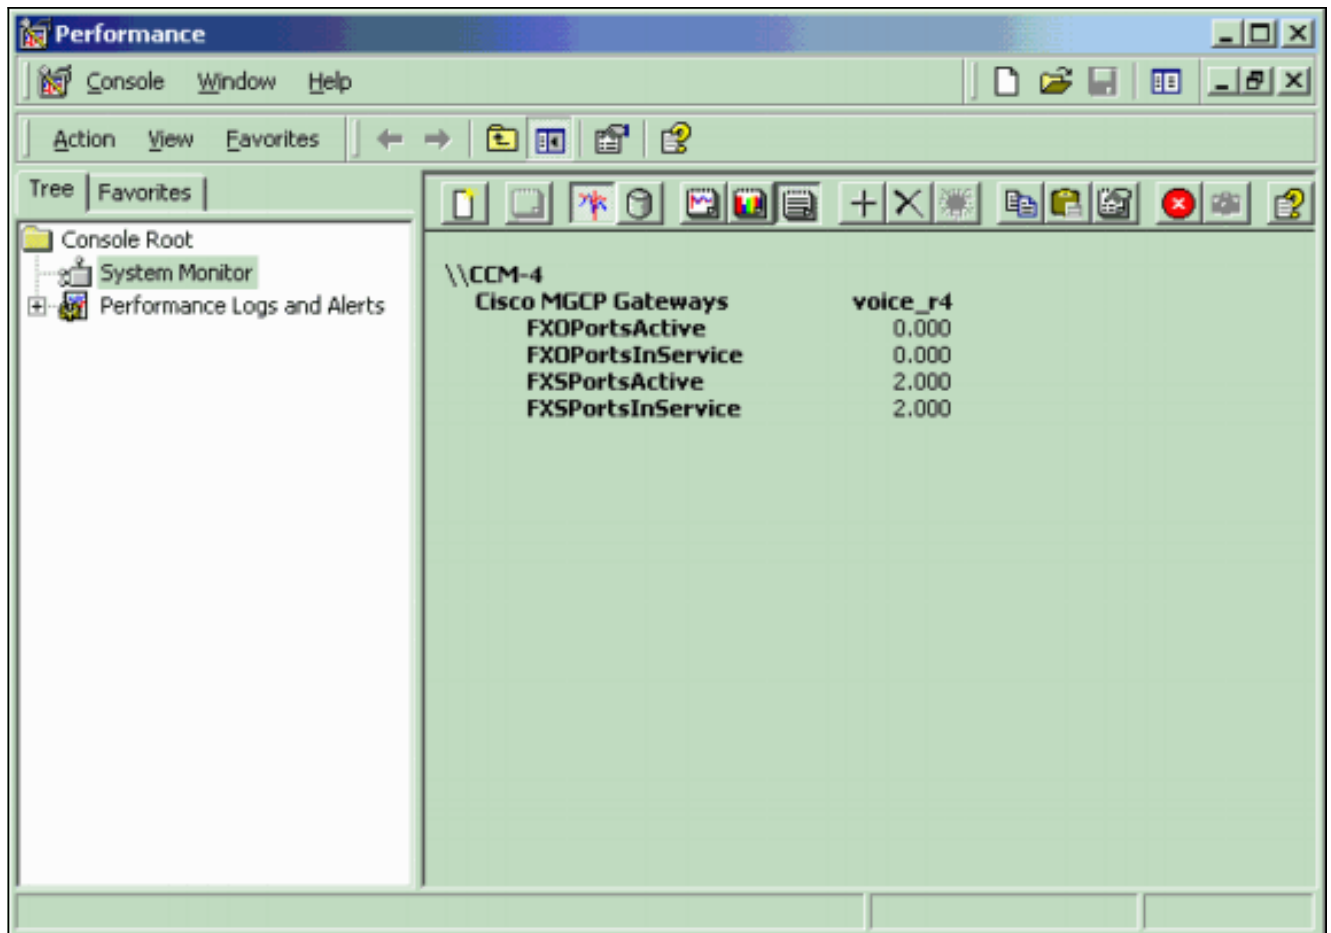 Performance
Console Window Help
Action View Favorites
Tree Favorites
Console Root
System Monitor
Performance Logs and Alerts
\\CCM-4
Cisco MGCP Gateways voice_r4
FXOPortsActive 0.000
FXOPortsInService 0.000
FXSPortsActive 2.000
FXSPortsInService 2.000